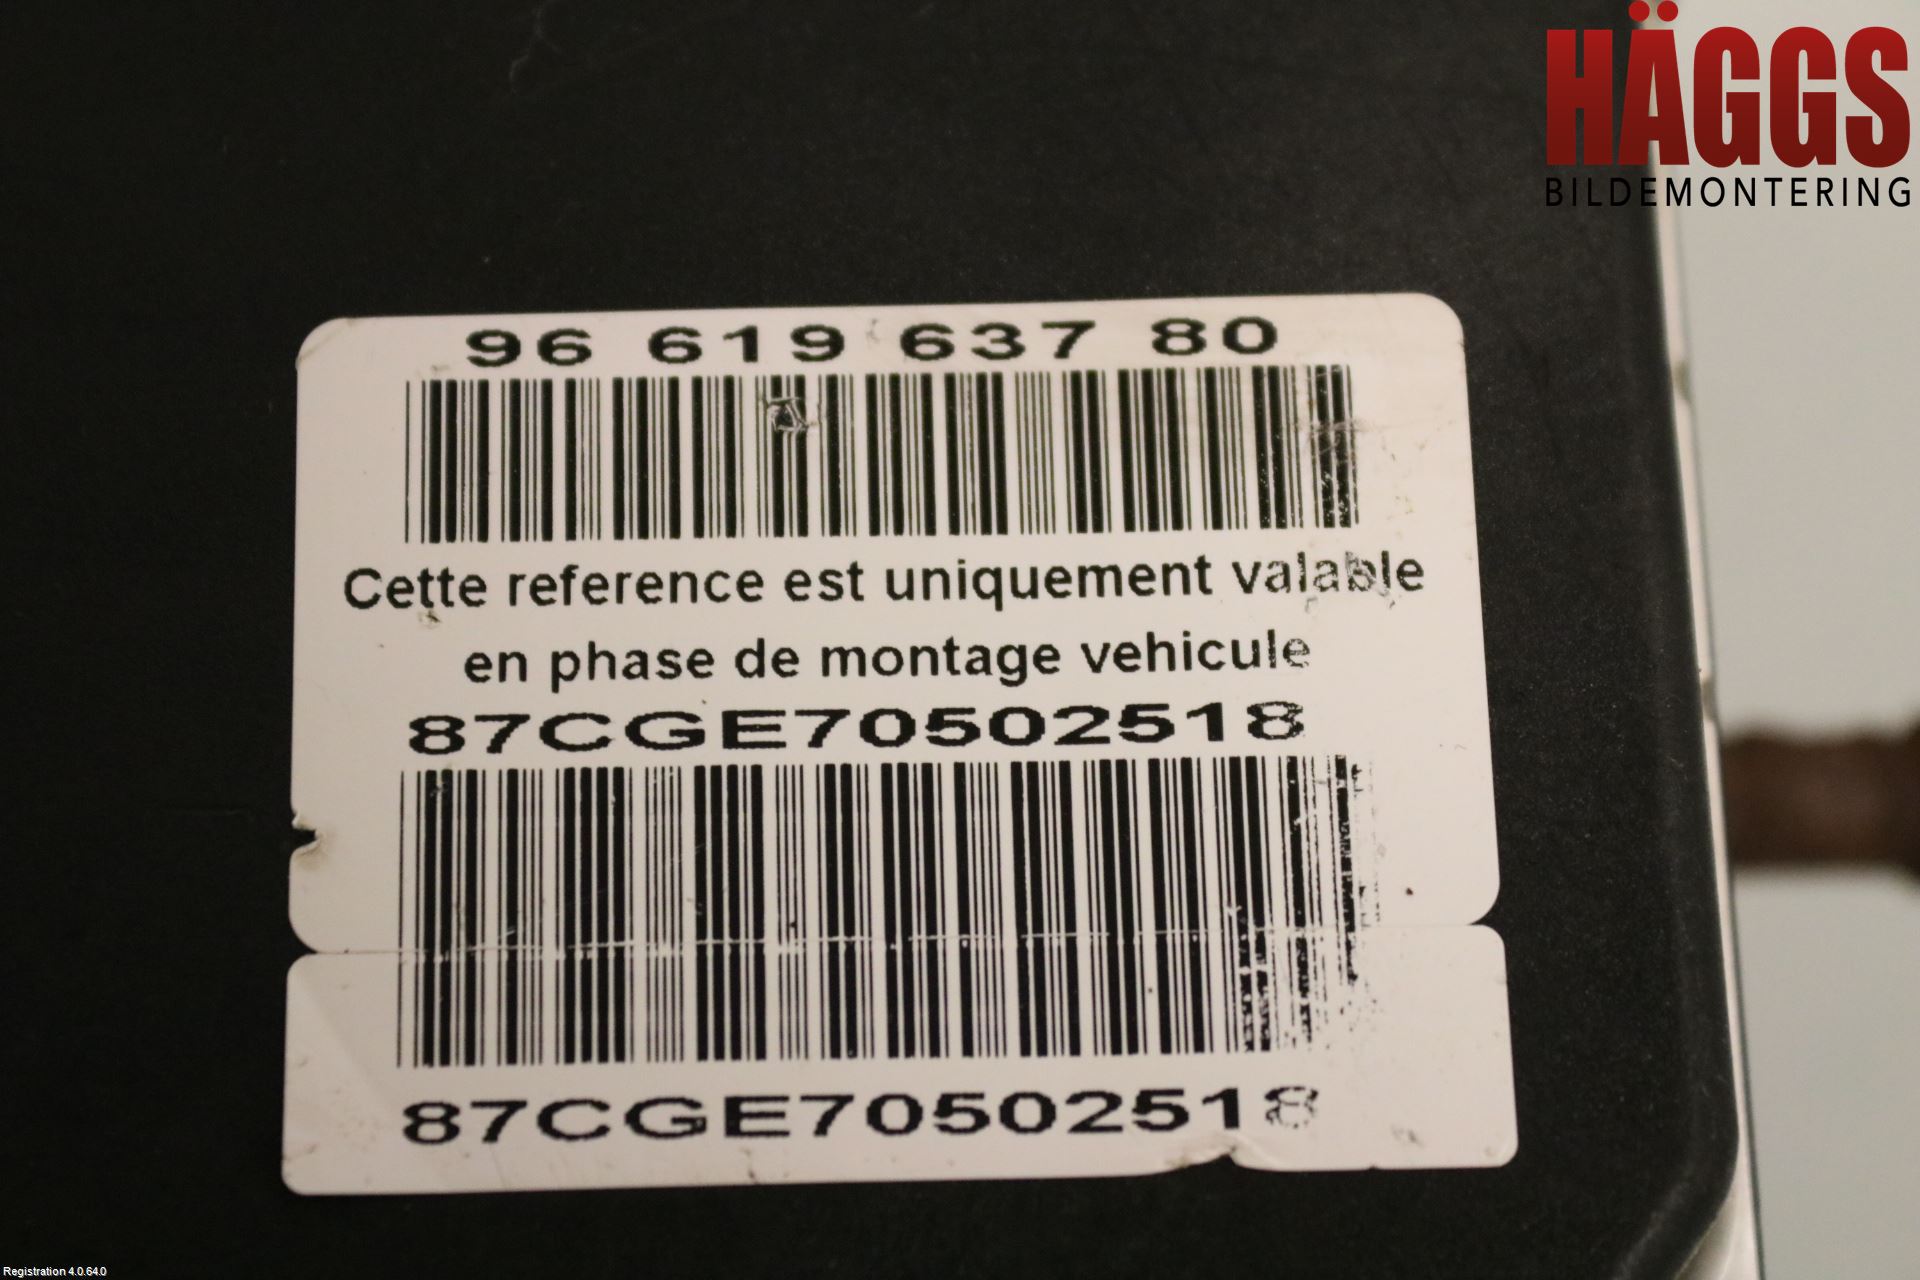 HÄGGS
BILDEMONTERING
96 619 637 80
Cette reference est uniquement valable
en phase de montage vehicule
87CGE70502518
87CGE70502518
Registration 4.0.64.0